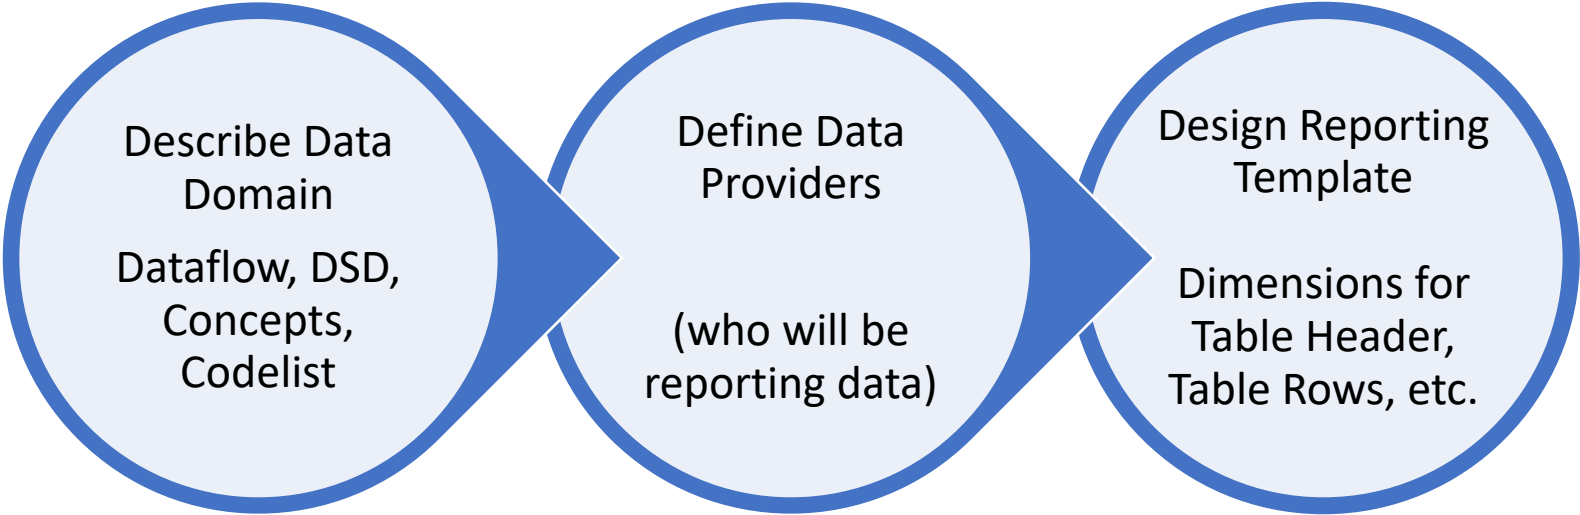 Describe Data
Domain
Dataflow, DSD,
Concepts,
Codelist
Define Data
Providers
(who will be
reporting data)
Design Reporting
Template
Dimensions for
Table Header,
Table Rows, etc.